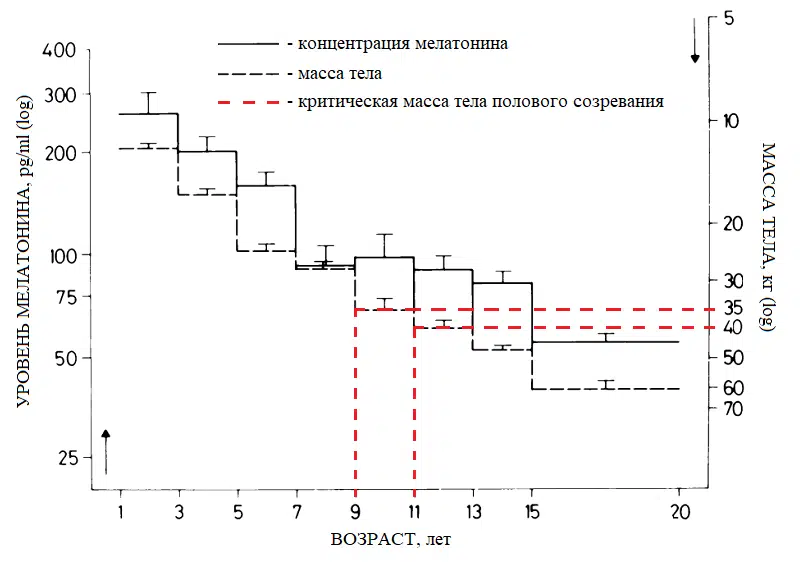 - концентрация мелатонина
- масса тела
- критическая масса тела полового созревания
УРОВЕНЬ МЕЛАТОНИНА, pg/ml (log)
400
300
200
100
75
50
25
МАССА ТЕЛА, кг (log)
5
10
20
30
35
40
50
60
70
1 3 5 7 9 11 13 15 20
ВОЗРАСТ, лет